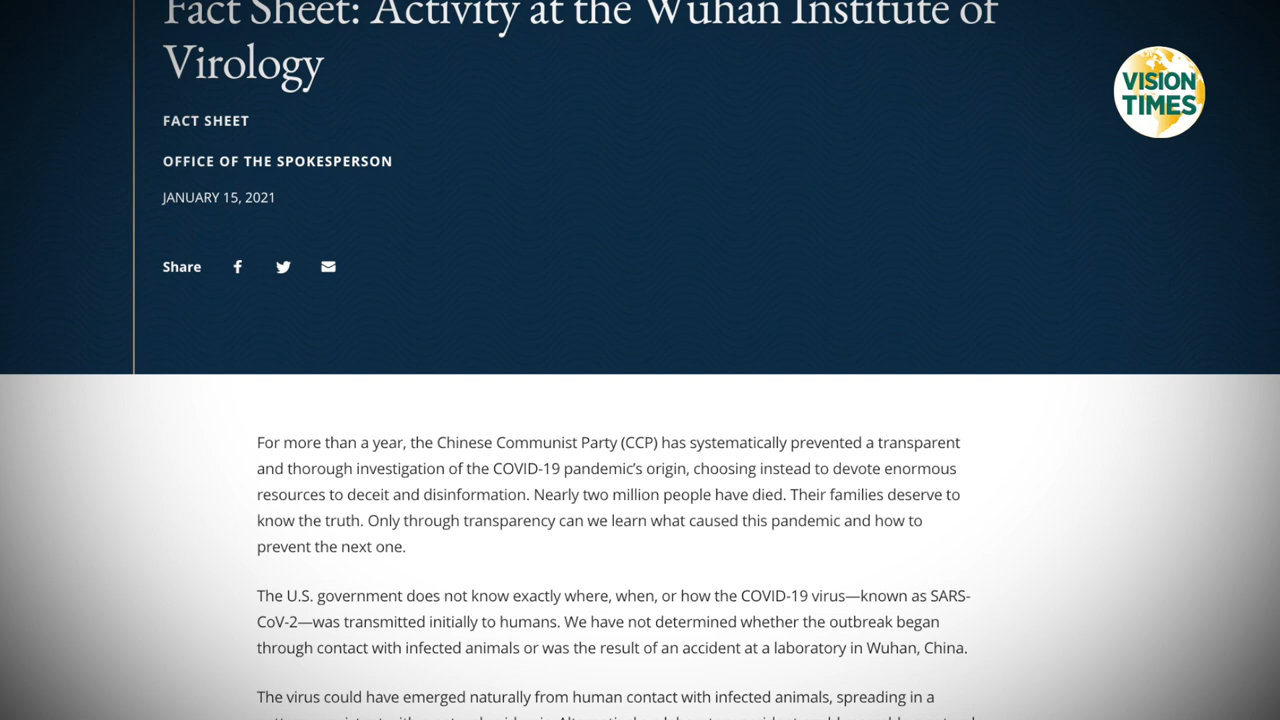 Fact Sheet: Activity at the Wuhan Institute of
Virology
VISION
TIMES
FACT SHEET
OFFICE OF THE SPOKESPERSON
JANUARY 15, 2021
Share
For more than a year, the Chinese Communist Party (CCP) has systematically prevented a transparent
and thorough investigation of the COVID-19 pandemic’s origin, choosing instead to devote enormous
resources to deceit and disinformation. Nearly two million people have died. Their families deserve to
know the truth. Only through transparency can we learn what caused this pandemic and how to
prevent the next one.
The U.S. government does not know exactly where, when, or how the COVID-19 virus—known as SARS-
CoV-2—was transmitted initially to humans. We have not determined whether the outbreak began
through contact with infected animals or was the result of an accident at a laboratory in Wuhan, China.
The virus could have emerged naturally from human contact with infected animals, spreading in a